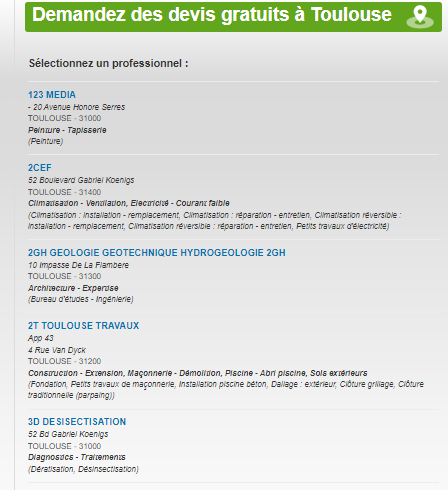 Demandez des devis gratuits à Toulouse
Sélectionnez un professionnel :
123 MEDIA
- 20 Avenue Honore Serres
TOULOUSE - 31000
Peinture - Tapisserie
(Peinture)
2CEF
52 Boulevard Gabriel Koenigs
TOULOUSE - 31400
Climatisation - Ventilation, Electricité - Courant faible
(Climatisation : installation - remplacement, Climatisation : réparation - entretien, Climatisation réversible :
installation - remplacement, Climatisation réversible : réparation - entretien, Petits travaux d'électricité)
2GH GEOLOGIE GEOTECHNIQUE HYDROGEOLOGIE 2GH
10 Impasse De La Flambere
TOULOUSE - 31300
Architecture - Expertise
(Bureau d'études - Ingénierie)
2T TOULOUSE TRAVAUX
App 43
4 Rue Van Dyck
TOULOUSE - 31200
Construction - Extension, Maçonnerie - Démolition, Piscine - Abri piscine, Sols extérieurs
(Fondation, Petits travaux de maçonnerie, Installation piscine béton, Dallage : extérieur, Clôture grillage, Clôture
traditionnelle (parpaing))
3D DESISECTISATION
52 Bd Gabriel Koenigs
TOULOUSE - 31000
Diagnostics - Traitements
(Dératisation, Désinsectisation)